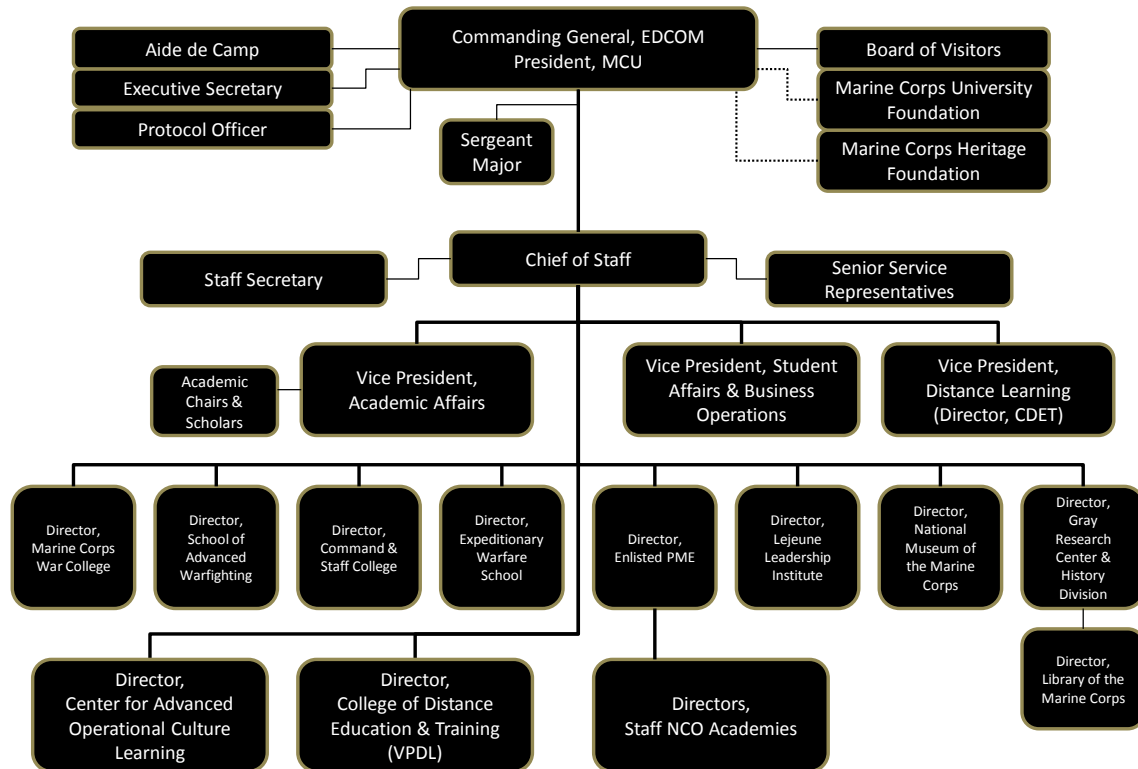 Aide de Camp
Executive Secretary
Protocol Officer
Commanding General, EDCOM
President, MCU
Sergeant
Major
Board of Visitors
Marine Corps University
Foundation
Marine Corps Heritage
Foundation
Staff Secretary
Chief of Staff
Senior Service
Representatives
Academic
Chairs &
Scholars
Vice President,
Academic Affairs
Vice President, Student
Affairs & Business
Operations
Vice President,
Distance Learning
(Director, CDET)
Director,
Marine Corps
War College
Director,
School of
Advanced
Warfighting
Director,
Command &
Staff College
Director,
Expeditionary
Warfare
School
Director,
Enlisted PME
Director,
Lejeune
Leadership
Institute
Director,
National
Museum of
the Marine
Corps
Director,
Gray
Research
Center &
History
Division
Director,
Center for Advanced
Operational Culture
Learning
Director,
College of Distance
Education & Training
(VPDL)
Directors,
Staff NCO Academies
Director,
Library of the
Marine Corps